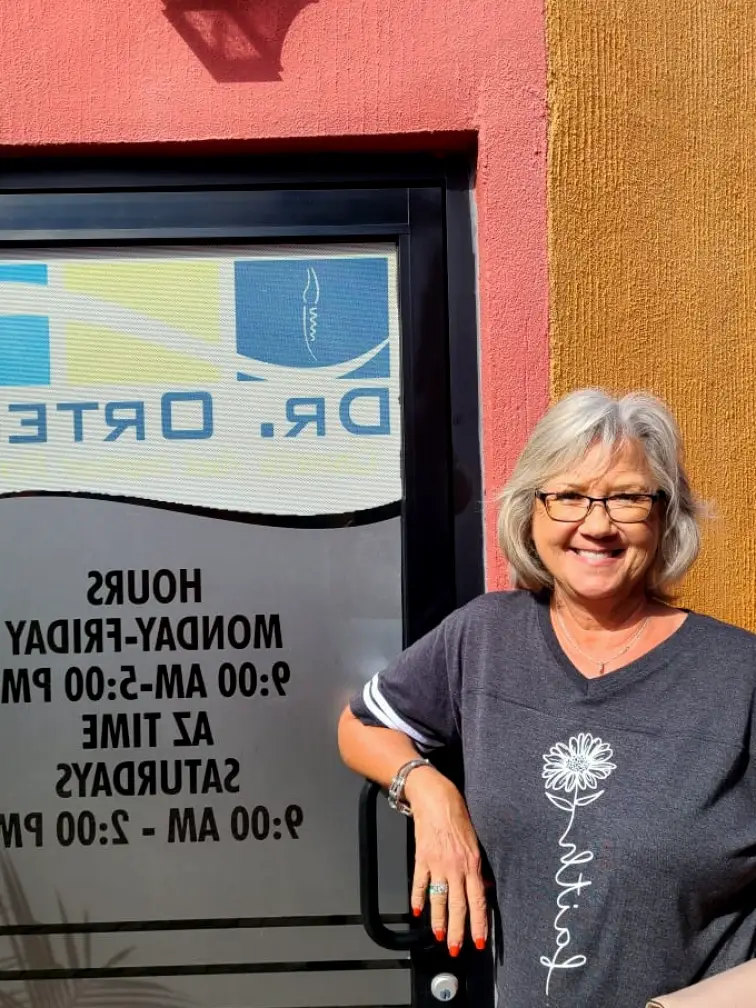 DR. ORTE
HOURS
MONDAY-FRIDAY
9:00 AM-5:00 PM
AZ TIME
SATURDAYS
9:00 AM - 2:00 PM
faith